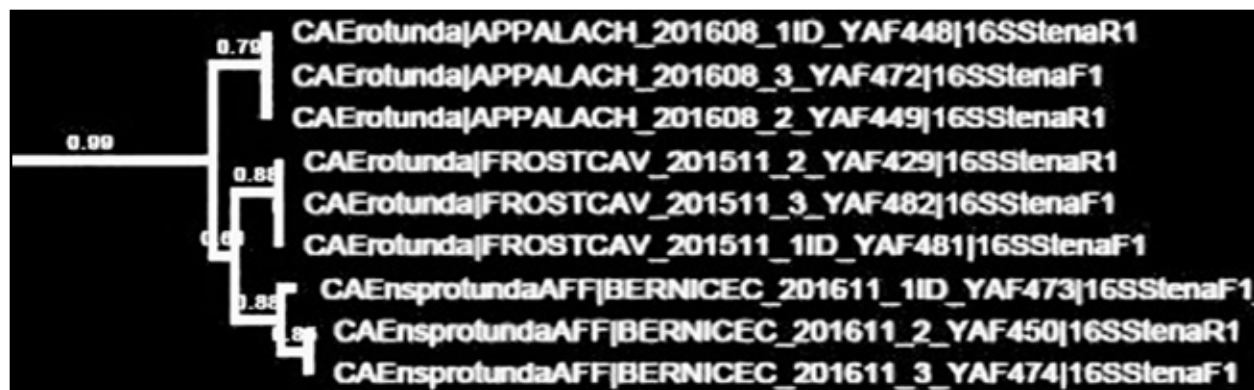 0.79
CAErotunda|APPALACH_201608_1ID_YAF448|16SStenaR1
CAErotunda|APPALACH_201608_3_YAF472|16SStenaF1
CAErotunda|APPALACH_201608_2_YAF449|16SStenaR1
0.99
0.88
CAErotunda|FROSTCAV_201511_2_YAF429|16SStenaR1
CAErotunda|FROSTCAV_201511_3_YAF482|16SStenaF1
CAErotunda|FROSTCAV_201511_1ID_YAF481|16SStenaF1
0.88
CAEnsprotundaAFF|BERNICEC_201611_1ID_YAF473|16SStenaF1
CAEnsprotundaAFF|BERNICEC_201611_2_YAF450|16SStenaR1
CAEnsprotundaAFF|BERNICEC_201611_3_YAF474|16SStenaF1